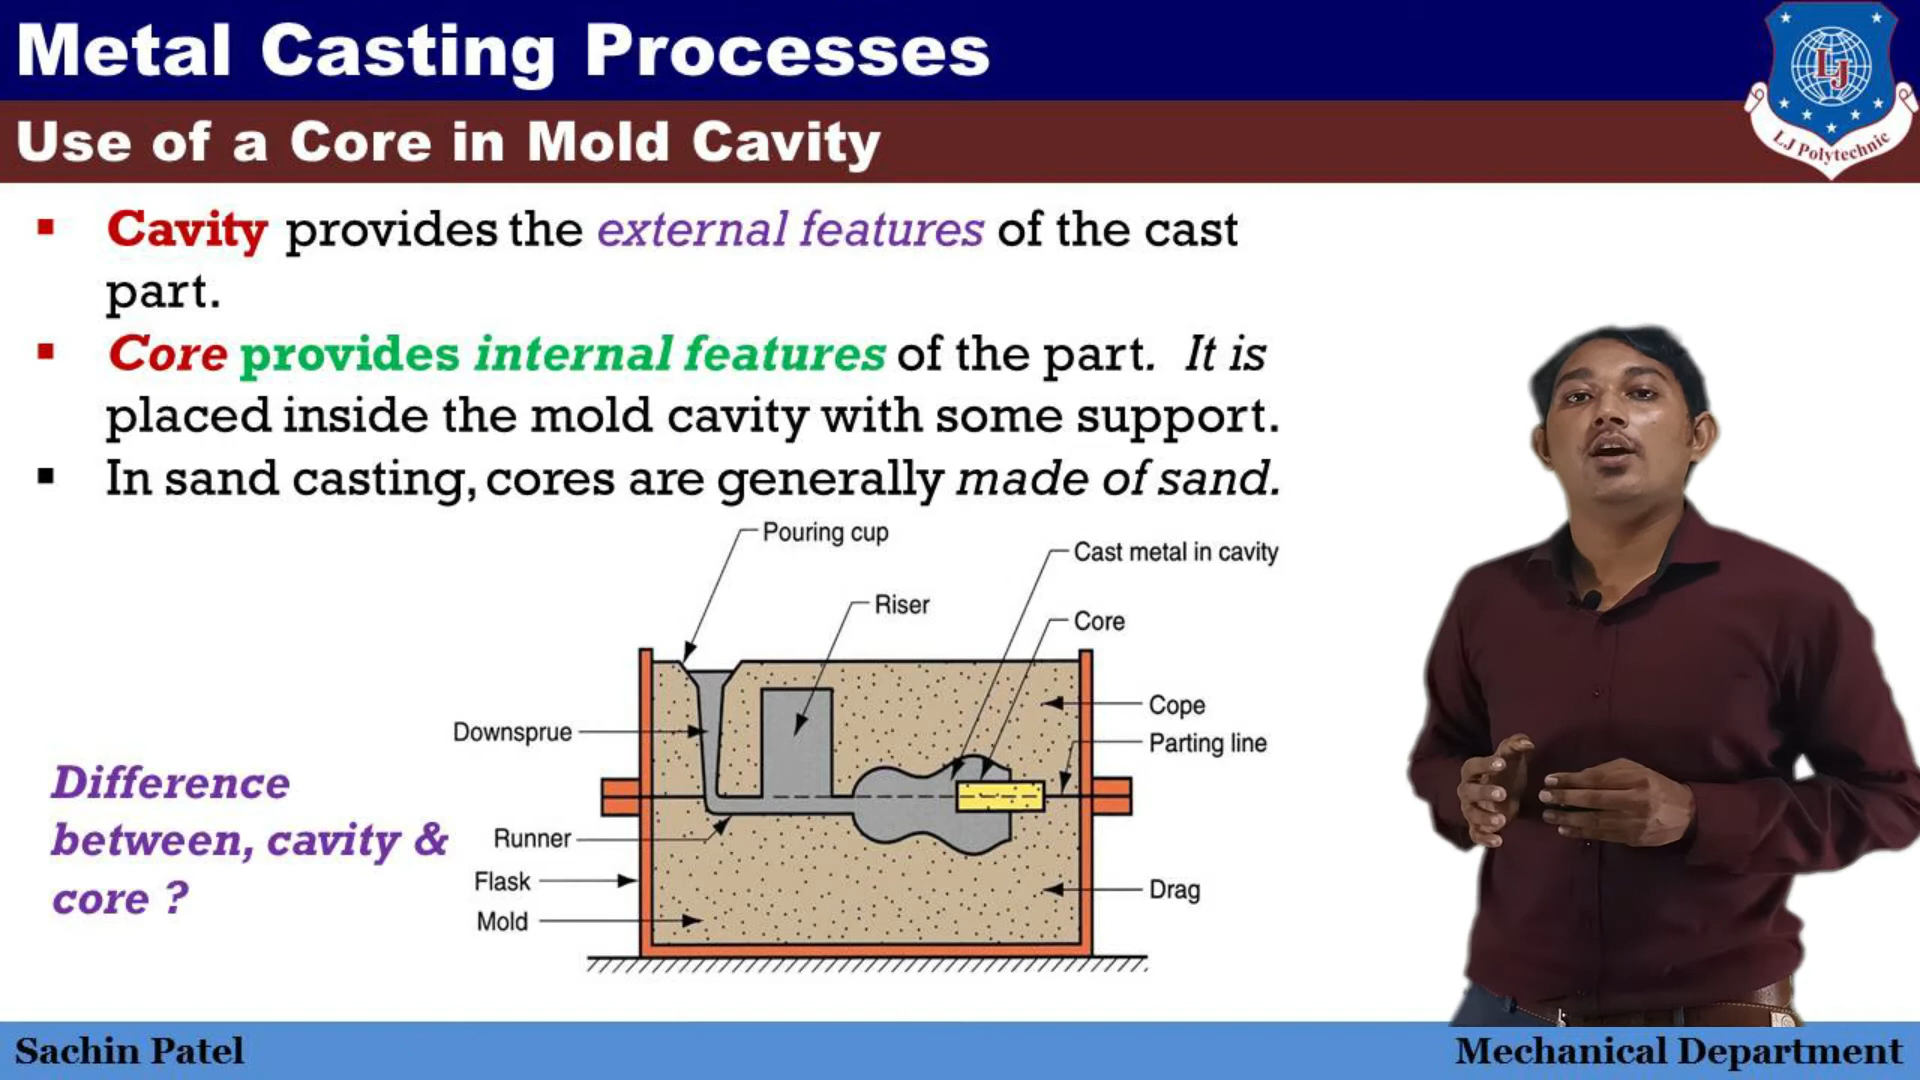 Metal Casting Processes
Use of a Core in Mold Cavity
LJ
LJ Polytechnic
▪ Cavity provides the external features of the cast
part.
▪ Core provides internal features of the part. It is
placed inside the mold cavity with some support.
▪ In sand casting, cores are generally made of sand.
Pouring cup
Cast metal in cavity
Riser
Core
Cope
Downsprue
Parting line
Difference
between, cavity &
core ?
Runner
Flask
Drag
Mold
Sachin Patel
Mechanical Department